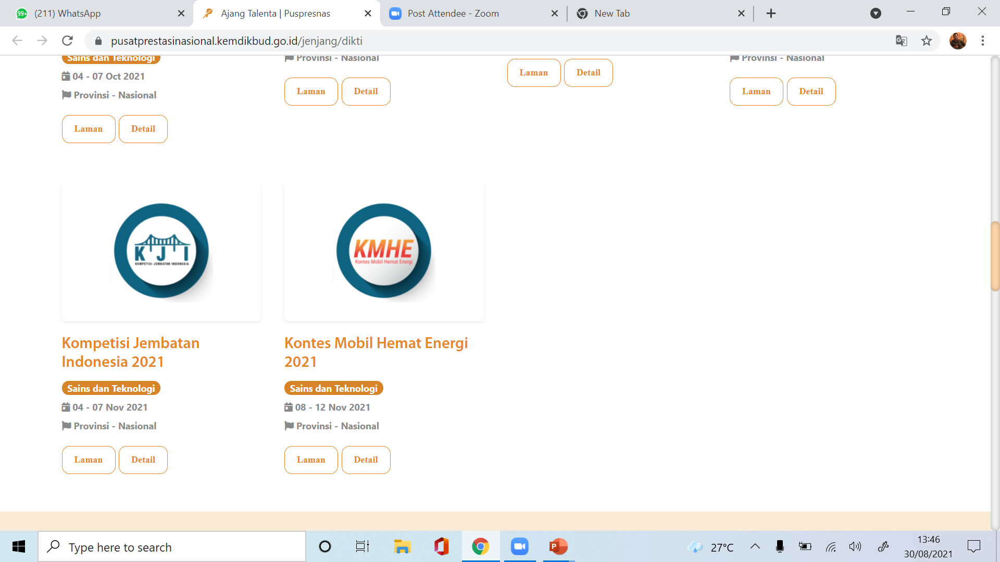 99+ (211) WhatsApp
Ajang Talenta | Puspresnas
Post Attendee - Zoom
New Tab
pusatprestasinasional.kemdikbud.go.id/jenjang/dikti
Sains dan Teknologi
04 - 07 Oct 2021
Provinsi - Nasional
Laman Detail
Provinsi - Nasional
Laman Detail
Laman Detail
Provinsi - Nasional
Laman Detail
KJI
KOMPETISI JEMBATAN INDONESIA
Kompetisi Jembatan
Indonesia 2021
Sains dan Teknologi
04 - 07 Nov 2021
Provinsi - Nasional
Laman Detail
KMHE
Kontes Mobil Hemat Energi
Kontes Mobil Hemat Energi
2021
Sains dan Teknologi
08 - 12 Nov 2021
Provinsi - Nasional
Laman Detail
Type here to search
27°C
13:46
30/08/2021